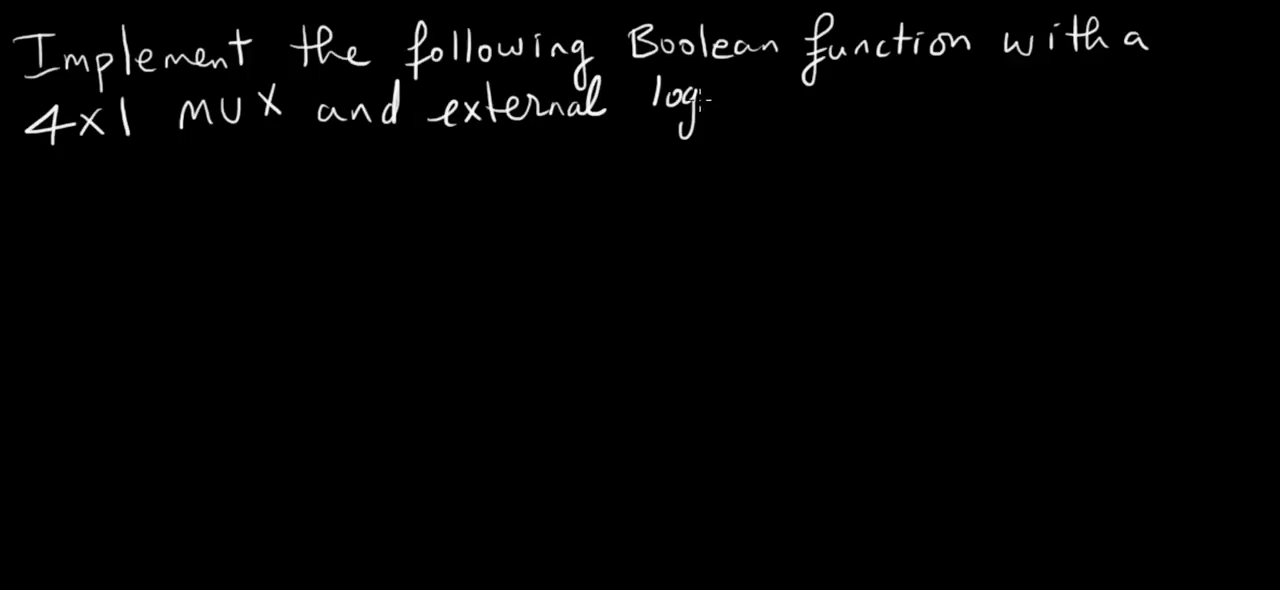 Implement the following Boolean function with a
4x1 MUX and external log